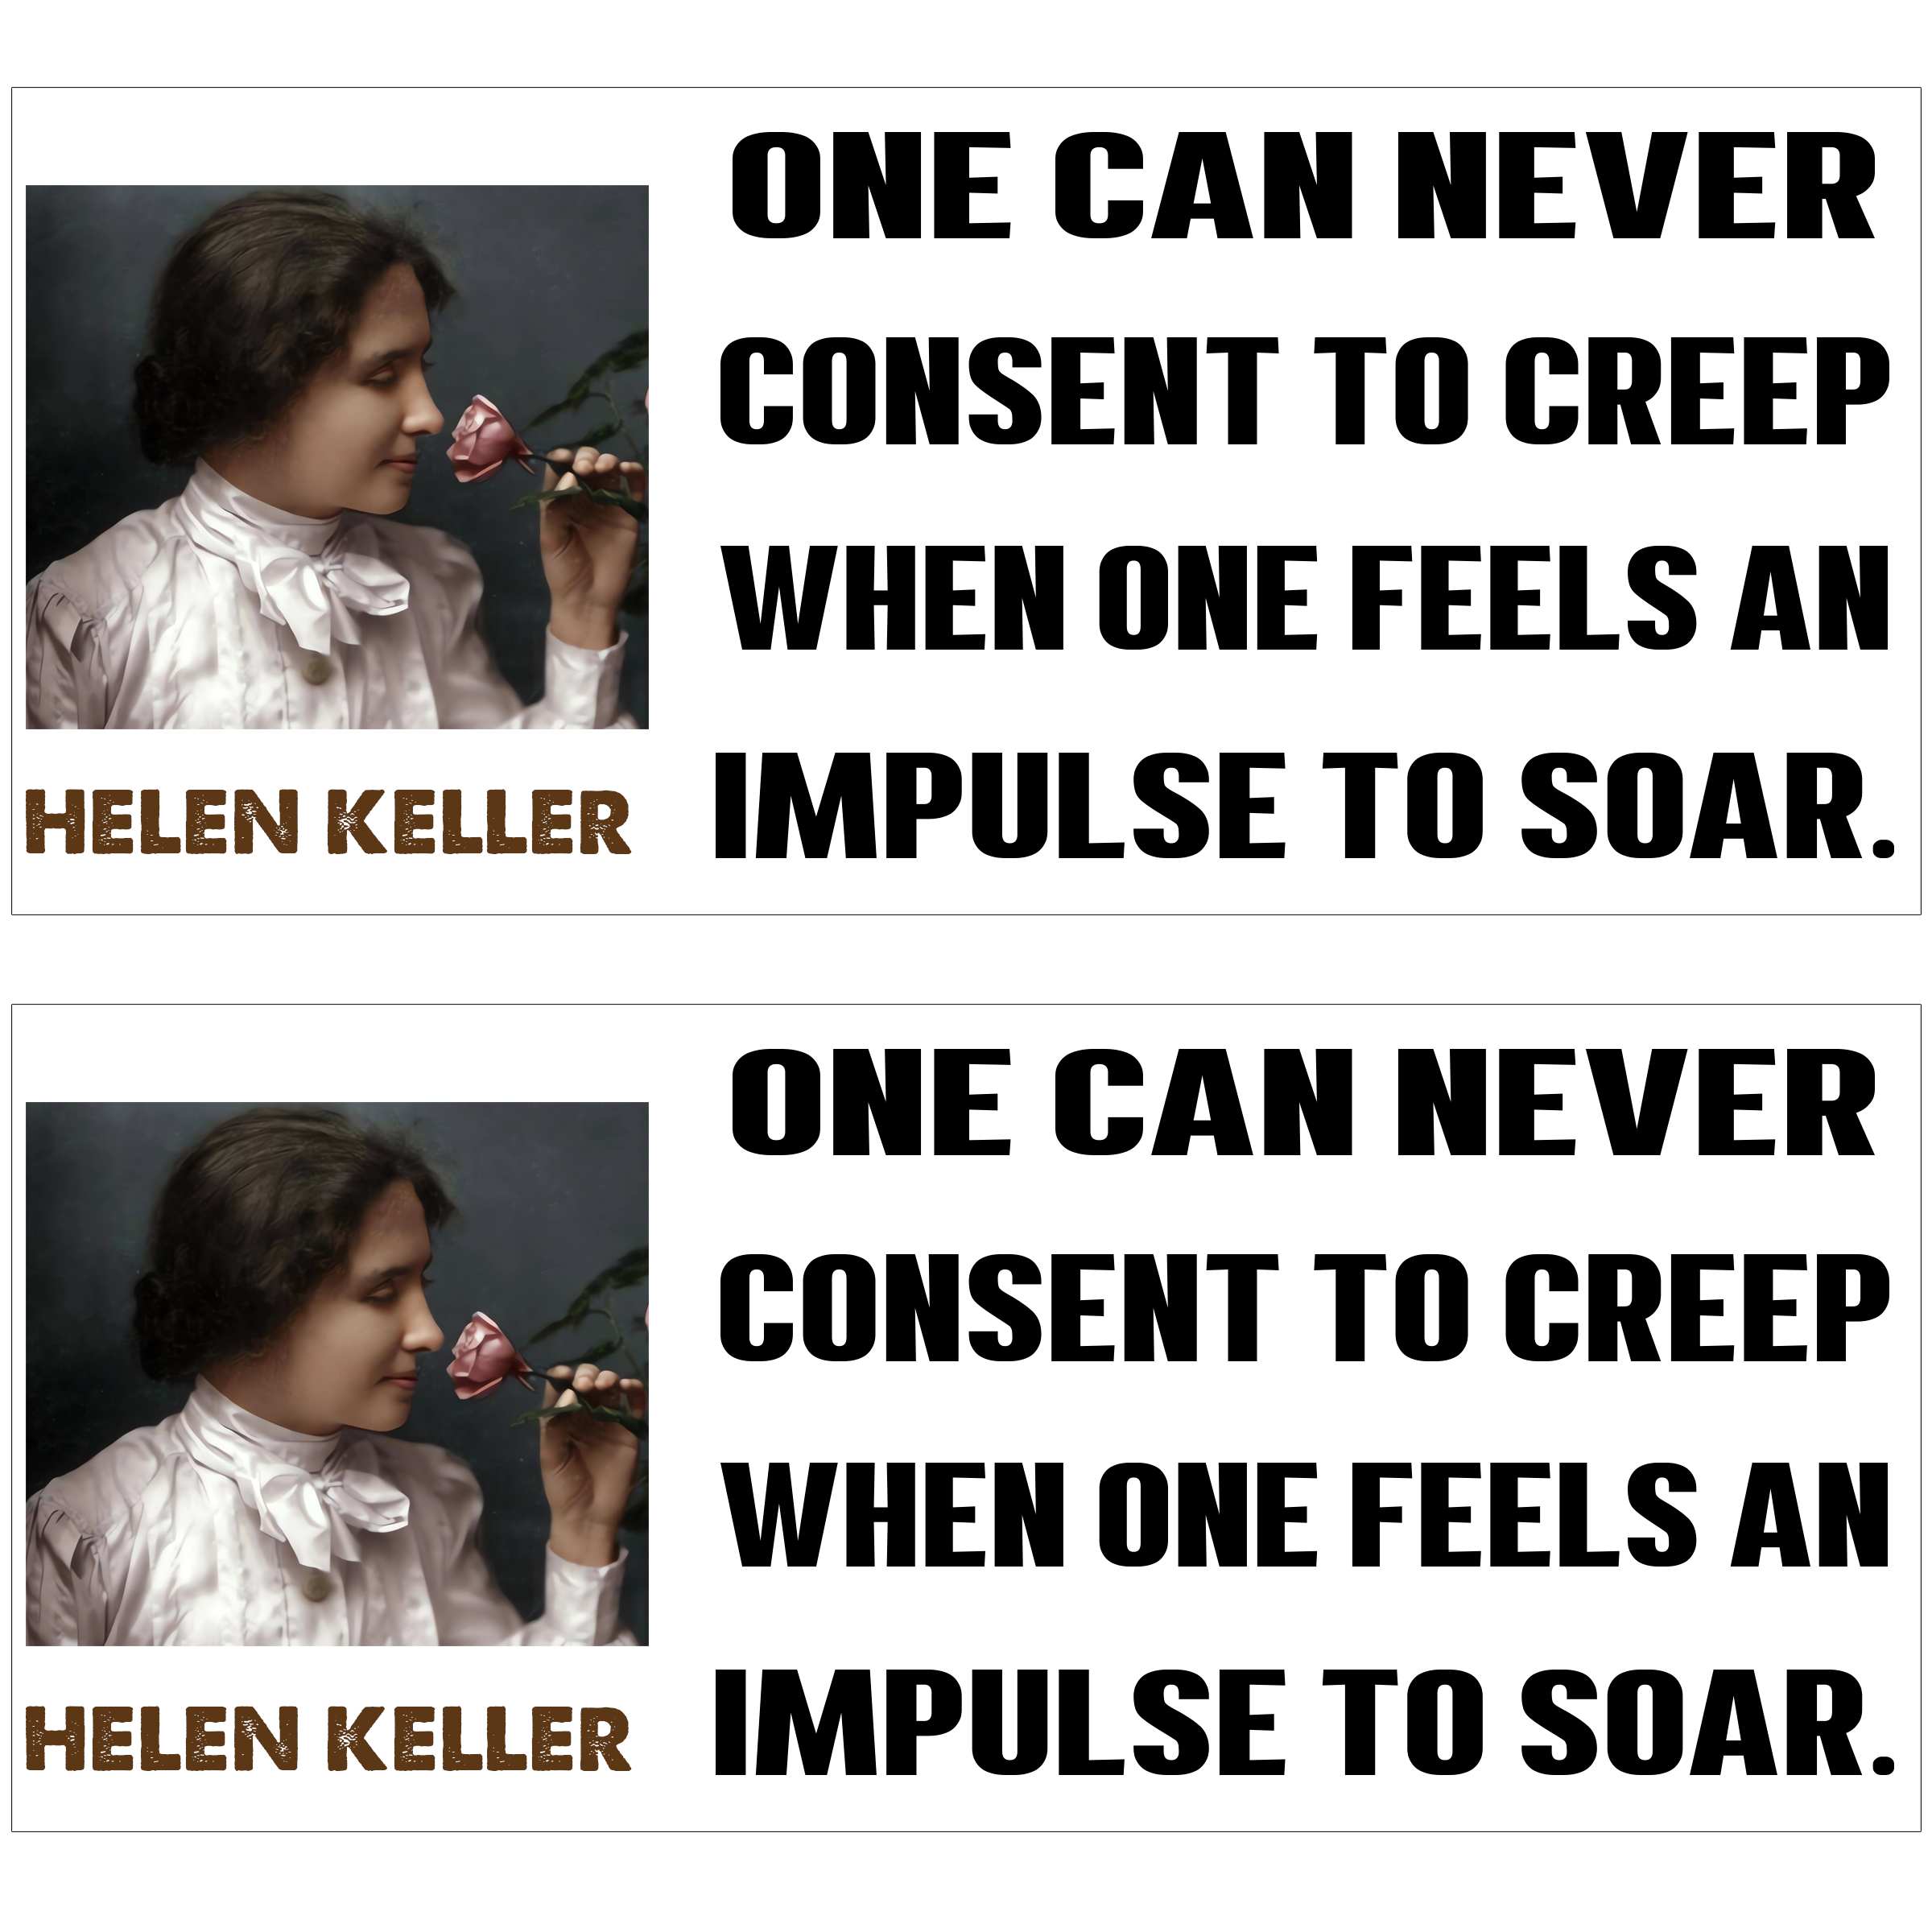 ONE CAN NEVER
CONSENT TO CREEP
WHEN ONE FEELS AN
IMPULSE TO SOAR.
HELEN KELLER
ONE CAN NEVER
CONSENT TO CREEP
WHEN ONE FEELS AN
IMPULSE TO SOAR.
HELEN KELLER